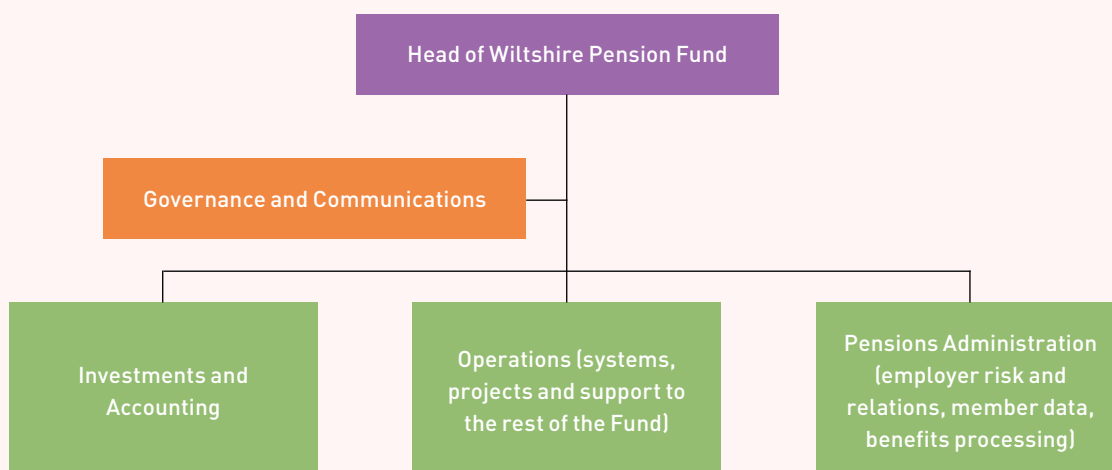 Head of Wiltshire Pension Fund
Governance and Communications
Investments and
Accounting
Operations (systems,
projects and support to
the rest of the Fund)
Pensions Administration
(employer risk and
relations, member data,
benefits processing)